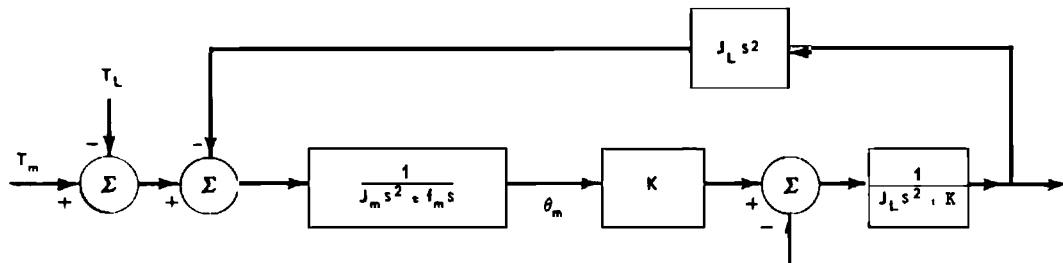 J_L s²
T_L
−
−
T_m
+
Σ
+
Σ
1
J_m s² + f_m s
θ_m
K
+
Σ
−
1
J_L s² + K